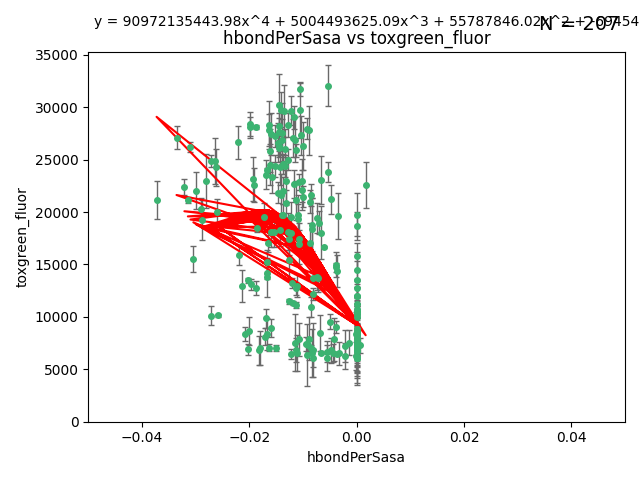 y = 90972135443.98x^4 + 5004493625.09x^3 + 55787846.02x^2 + -69454
N = 207
hbondPerSasa vs toxgreen_fluor
35000
30000
25000
20000
15000
10000
5000
0
toxgreen_fluor
−0.04
−0.02
0.00
0.02
0.04
hbondPerSasa